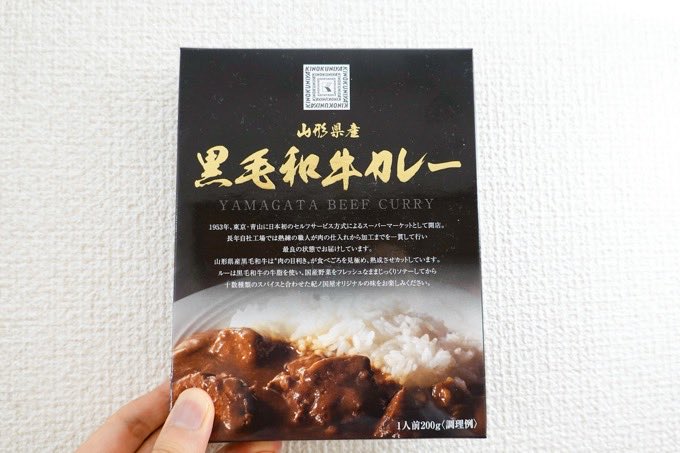 KINOKUNIYA
山形県産
黒毛和牛カレー
YAMAGATA BEEF CURRY
1953年、東京・青山に日本初のセルフサービス方式によるスーパーマーケットとして開店。
長年自社工場では熟練の職人が肉の仕入れから加工までを一貫して行い
最良の状態でお届けしています。
山形県産黒毛和牛は“肉の目利き”が食べごろを見極め、熟成させカットしています。
ルーは黒毛和牛の牛脂を使い、国産野菜をフレッシュなままじっくりソテーしてから
十数種類のスパイスと合わせた紀ノ国屋オリジナルの味をお楽しみください。
1人前200g〈調理例〉